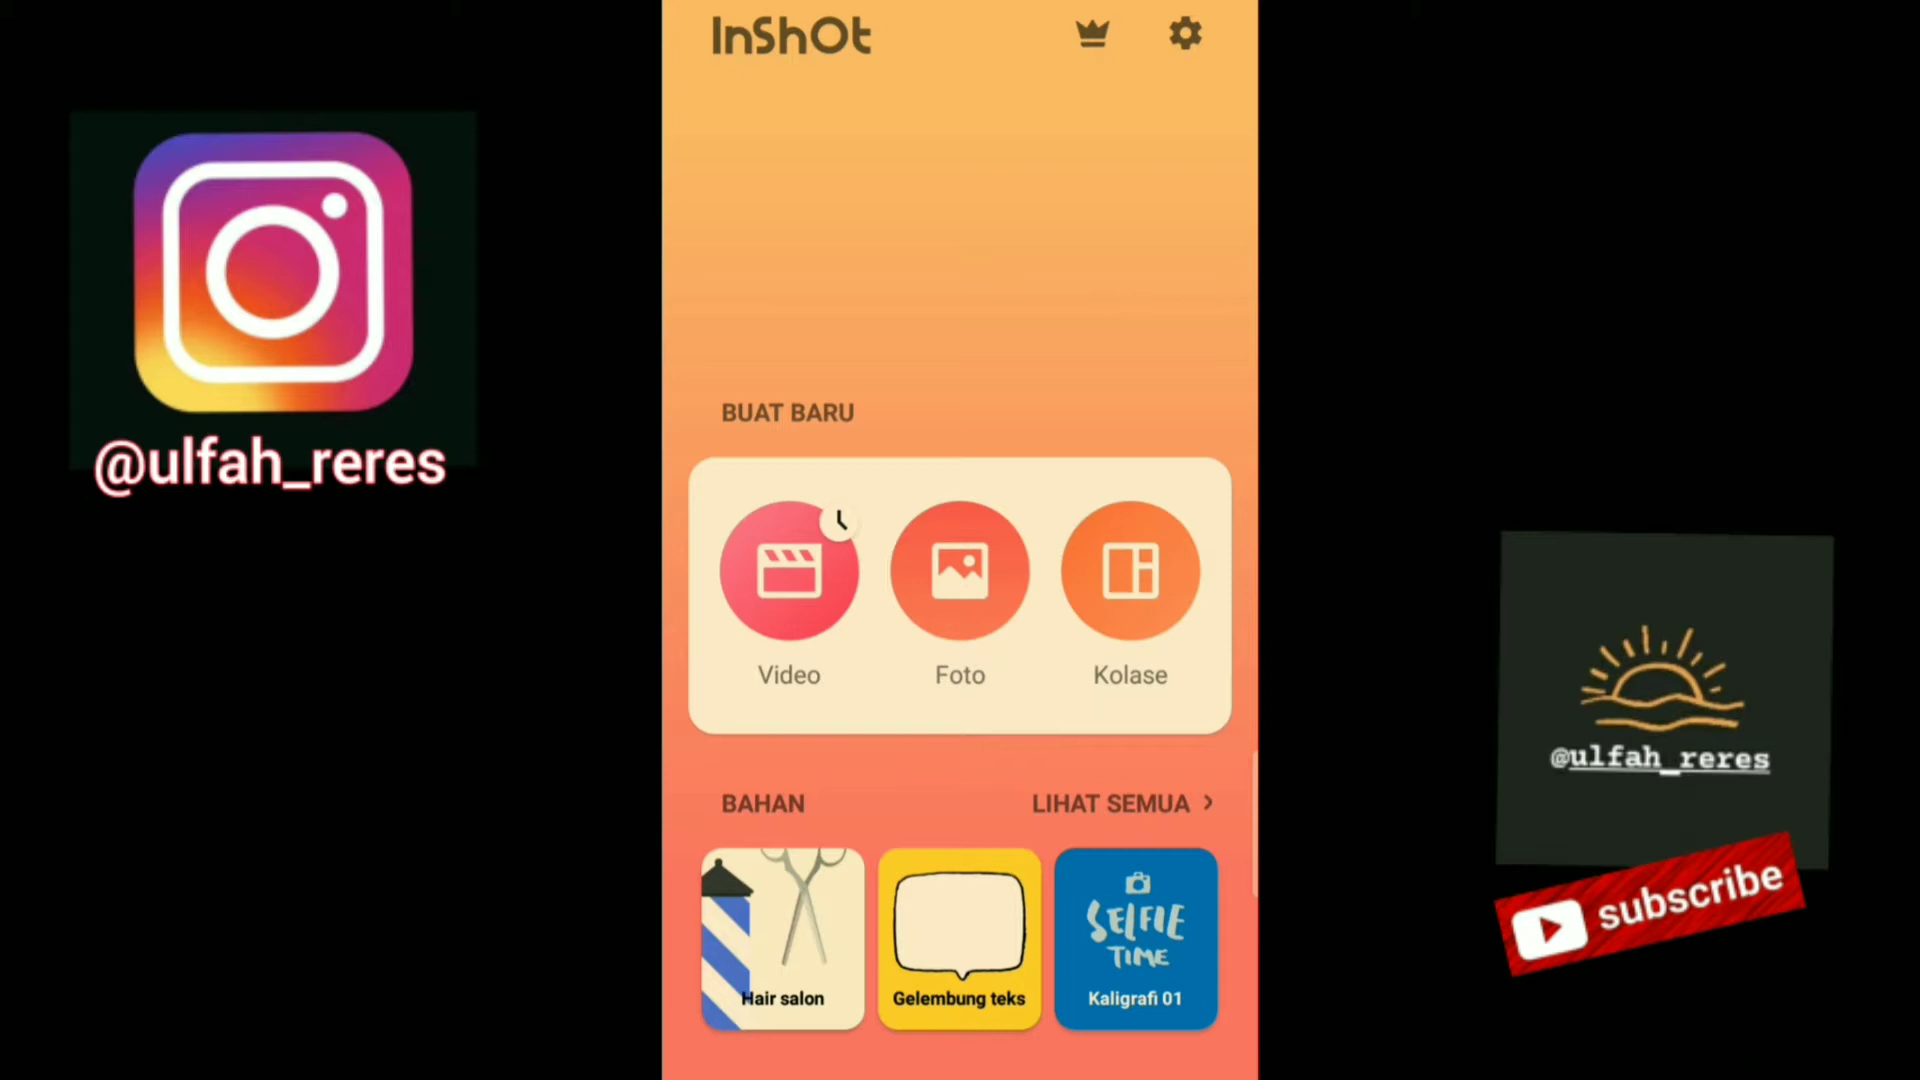 InShOt
@ulfah_reres
BUAT BARU
Video
Foto
Kolase
BAHAN
LIHAT SEMUA
Hair salon
Gelembung teks
SELFIE
TIME
Kaligrafi 01
@ulfah_reres
subscribe